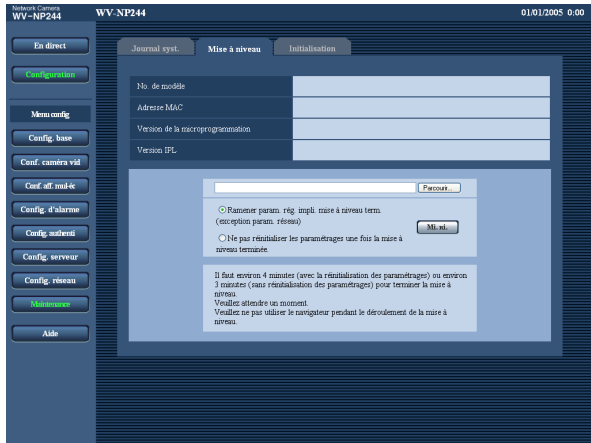 Network Camera
WV-NP244
WV-NP244
01/01/2005 0:00
En direct
Configuration
Menu config
Config. base
Conf. caméra vid
Conf. aff. mul-éc
Config. d'alarme
Config. authenti
Config. serveur
Config. réseau
Maintenance
Aide
Journal syst.
Mise à niveau
Initialisation
No. de modèle
Adresse MAC
Version de la microprogrammation
Version IPL
Parcourir...
Ramener param. rég. impli. mise à niveau term.
(exception param. réseau)
Mi. ni.
Ne pas réinitialiser les paramétrages une fois la mise à
niveau terminée.
Il faut environ 4 minutes (avec la réinitialisation des paramétrages) ou environ
3 minutes (sans réinitialisation des paramétrages) pour terminer la mise à
niveau.
Veuillez attendre un moment.
Veuillez ne pas utiliser le navigateur pendant le déroulement de la mise à
niveau.